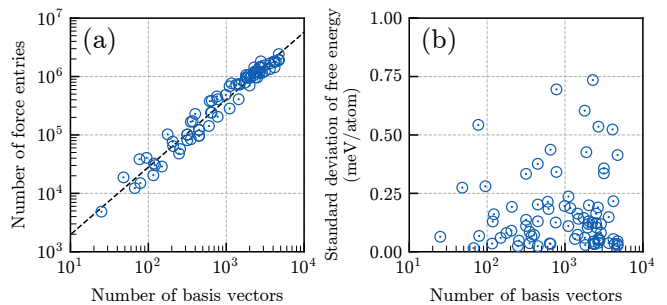 (a)
Number of force entries
10^7
10^6
10^5
10^4
10^3
10^1 10^2 10^3 10^4
Number of basis vectors
(b)
Standard deviation of free energy
(meV/atom)
1.00
0.75
0.50
0.25
0.00
10^1 10^2 10^3 10^4
Number of basis vectors